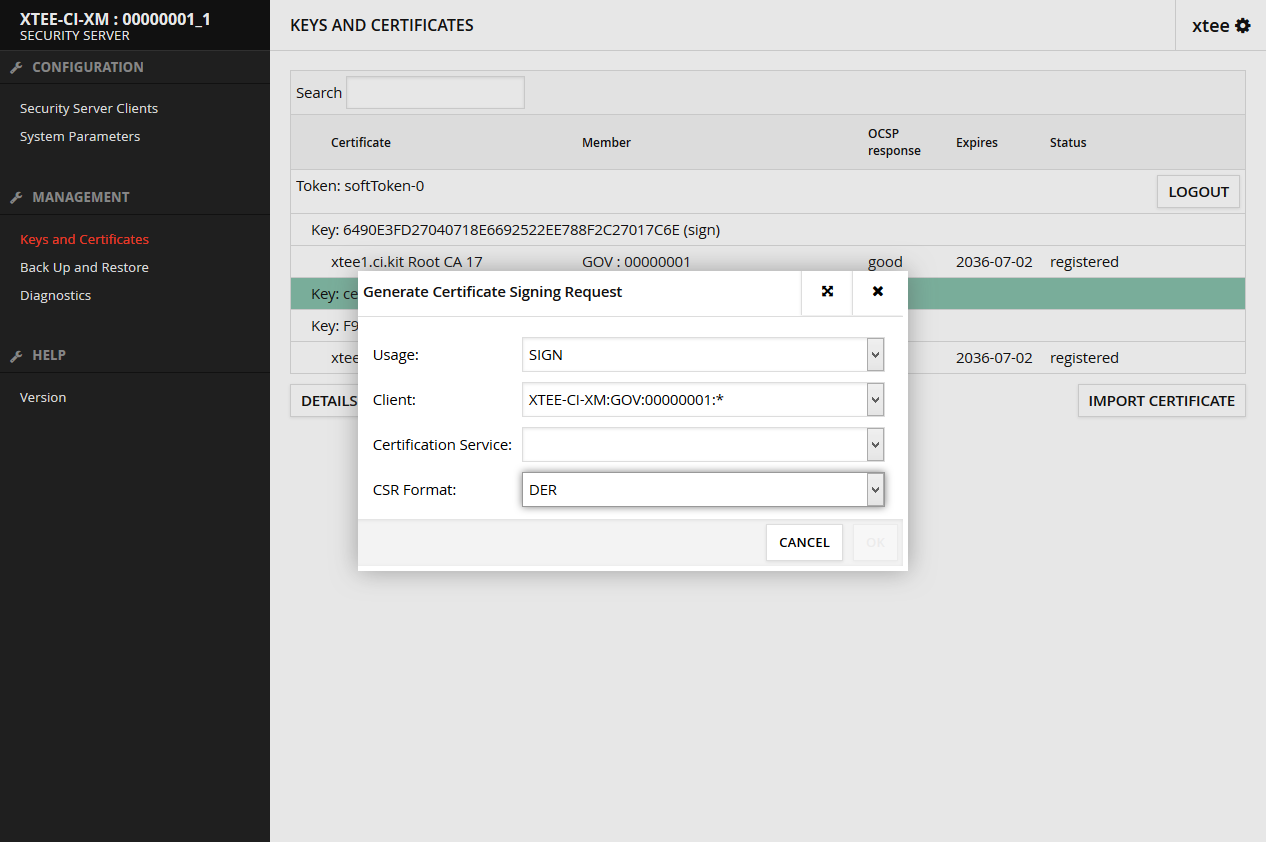 XTEE-CI-XM : 00000001_1
SECURITY SERVER
CONFIGURATION
Security Server Clients
System Parameters
MANAGEMENT
Keys and Certificates
Back Up and Restore
Diagnostics
HELP
Version
KEYS AND CERTIFICATES
xtee
Search
Certificate Member OCSP response Expires Status
Token: softToken-0
LOGOUT
Key: 6490E3FD27040718E6692522EE788F2C27017C6E (sign)
xtee1.ci.kit Root CA 17 GOV : 00000001 good 2036-07-02 registered
Key: ce
Key: F9
xtee 2036-07-02 registered
DETAILS
IMPORT CERTIFICATE
Generate Certificate Signing Request
Usage: SIGN
Client: XTEE-CI-XM:GOV:00000001:*
Certification Service:
CSR Format: DER
CANCEL OK